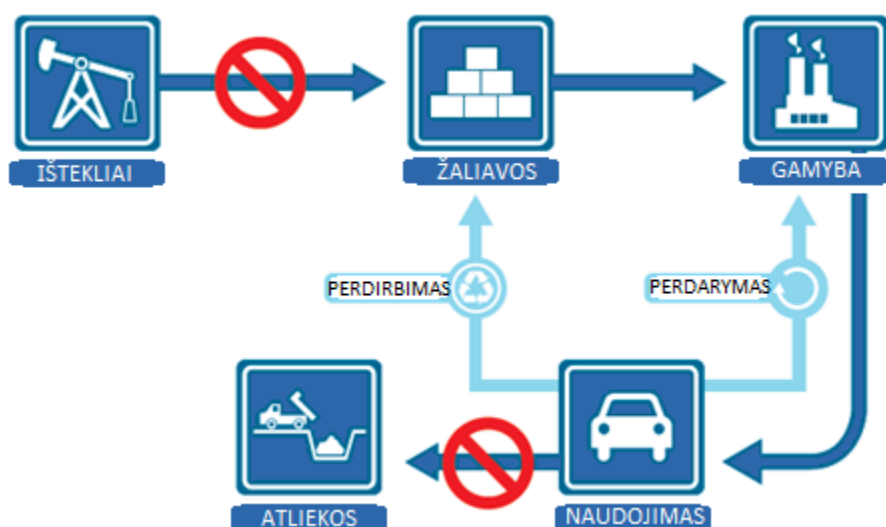 IŠTEKLIAI
ŽALIAVOS
GAMYBA
PERDIRBIMAS
PERDARYMAS
ATLIEKOS
NAUDOJIMAS